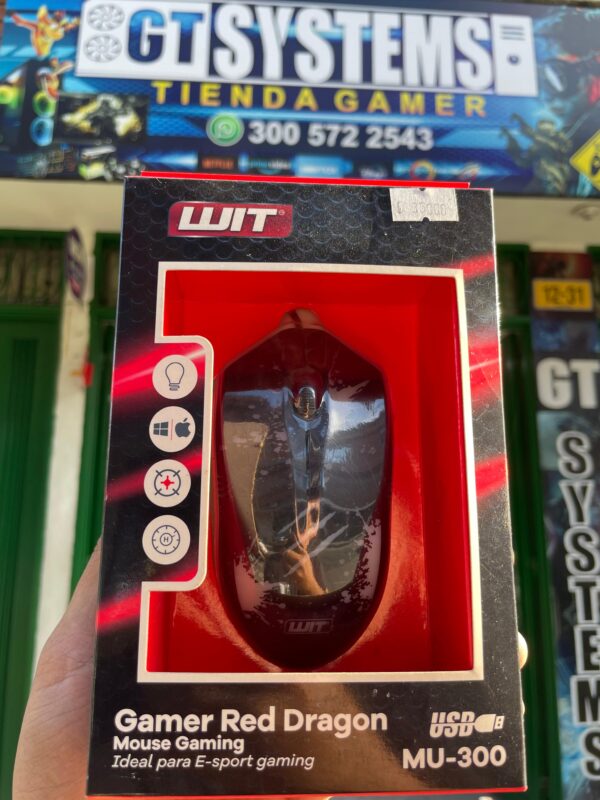 GTSYSTEMS
TIENDA GAMER
300 572 2543
WIT®
12-31
GT
SYSTEMS
H
WIT
Gamer Red Dragon
Mouse Gaming
Ideal para E-sport gaming
USB
MU-300